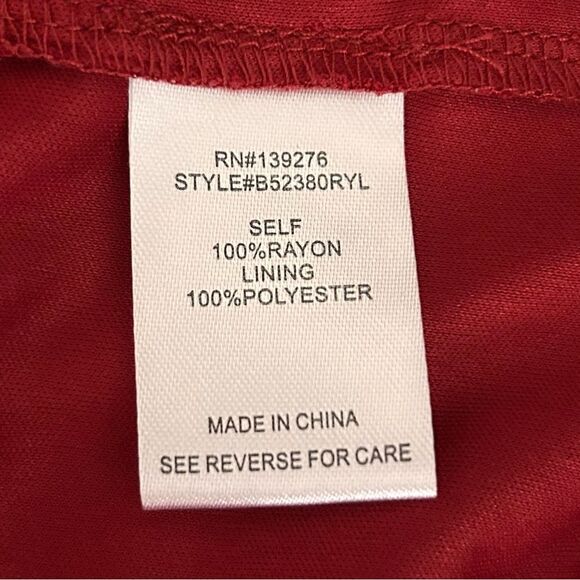 RN#139276
STYLE#B52380RYL
SELF
100%RAYON
LINING
100%POLYESTER
MADE IN CHINA
SEE REVERSE FOR CARE